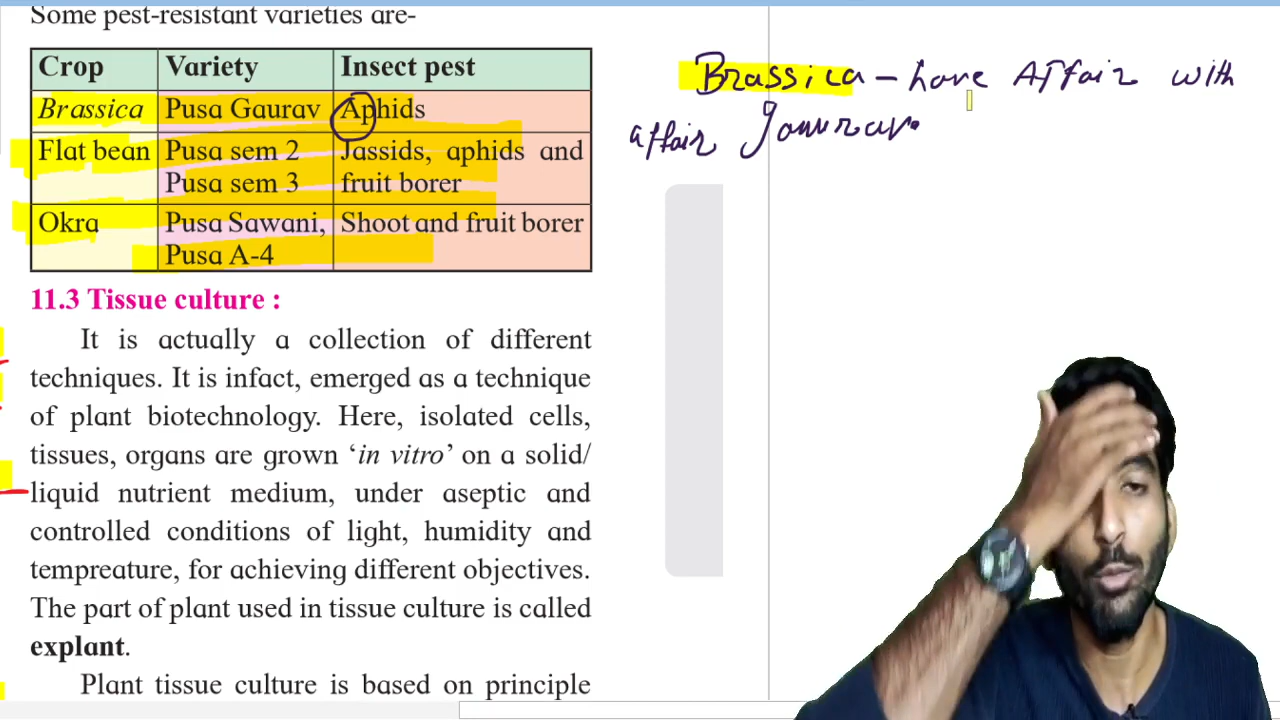 Some pest-resistant varieties are-
Crop Variety Insect pest
Brassica Pusa Gaurav Aphids
Flat bean Pusa sem 2 Jassids, aphids and
Pusa sem 3 fruit borer
Okra Pusa Sawani, Shoot and fruit borer
Pusa A-4
11.3 Tissue culture :
It is actually a collection of different
techniques. It is infact, emerged as a technique
of plant biotechnology. Here, isolated cells,
tissues, organs are grown ‘in vitro’ on a solid/
liquid nutrient medium, under aseptic and
controlled conditions of light, humidity and
tempreature, for achieving different objectives.
The part of plant used in tissue culture is called
explant.
Plant tissue culture is based on principle
Brassica - have Affair with
affair